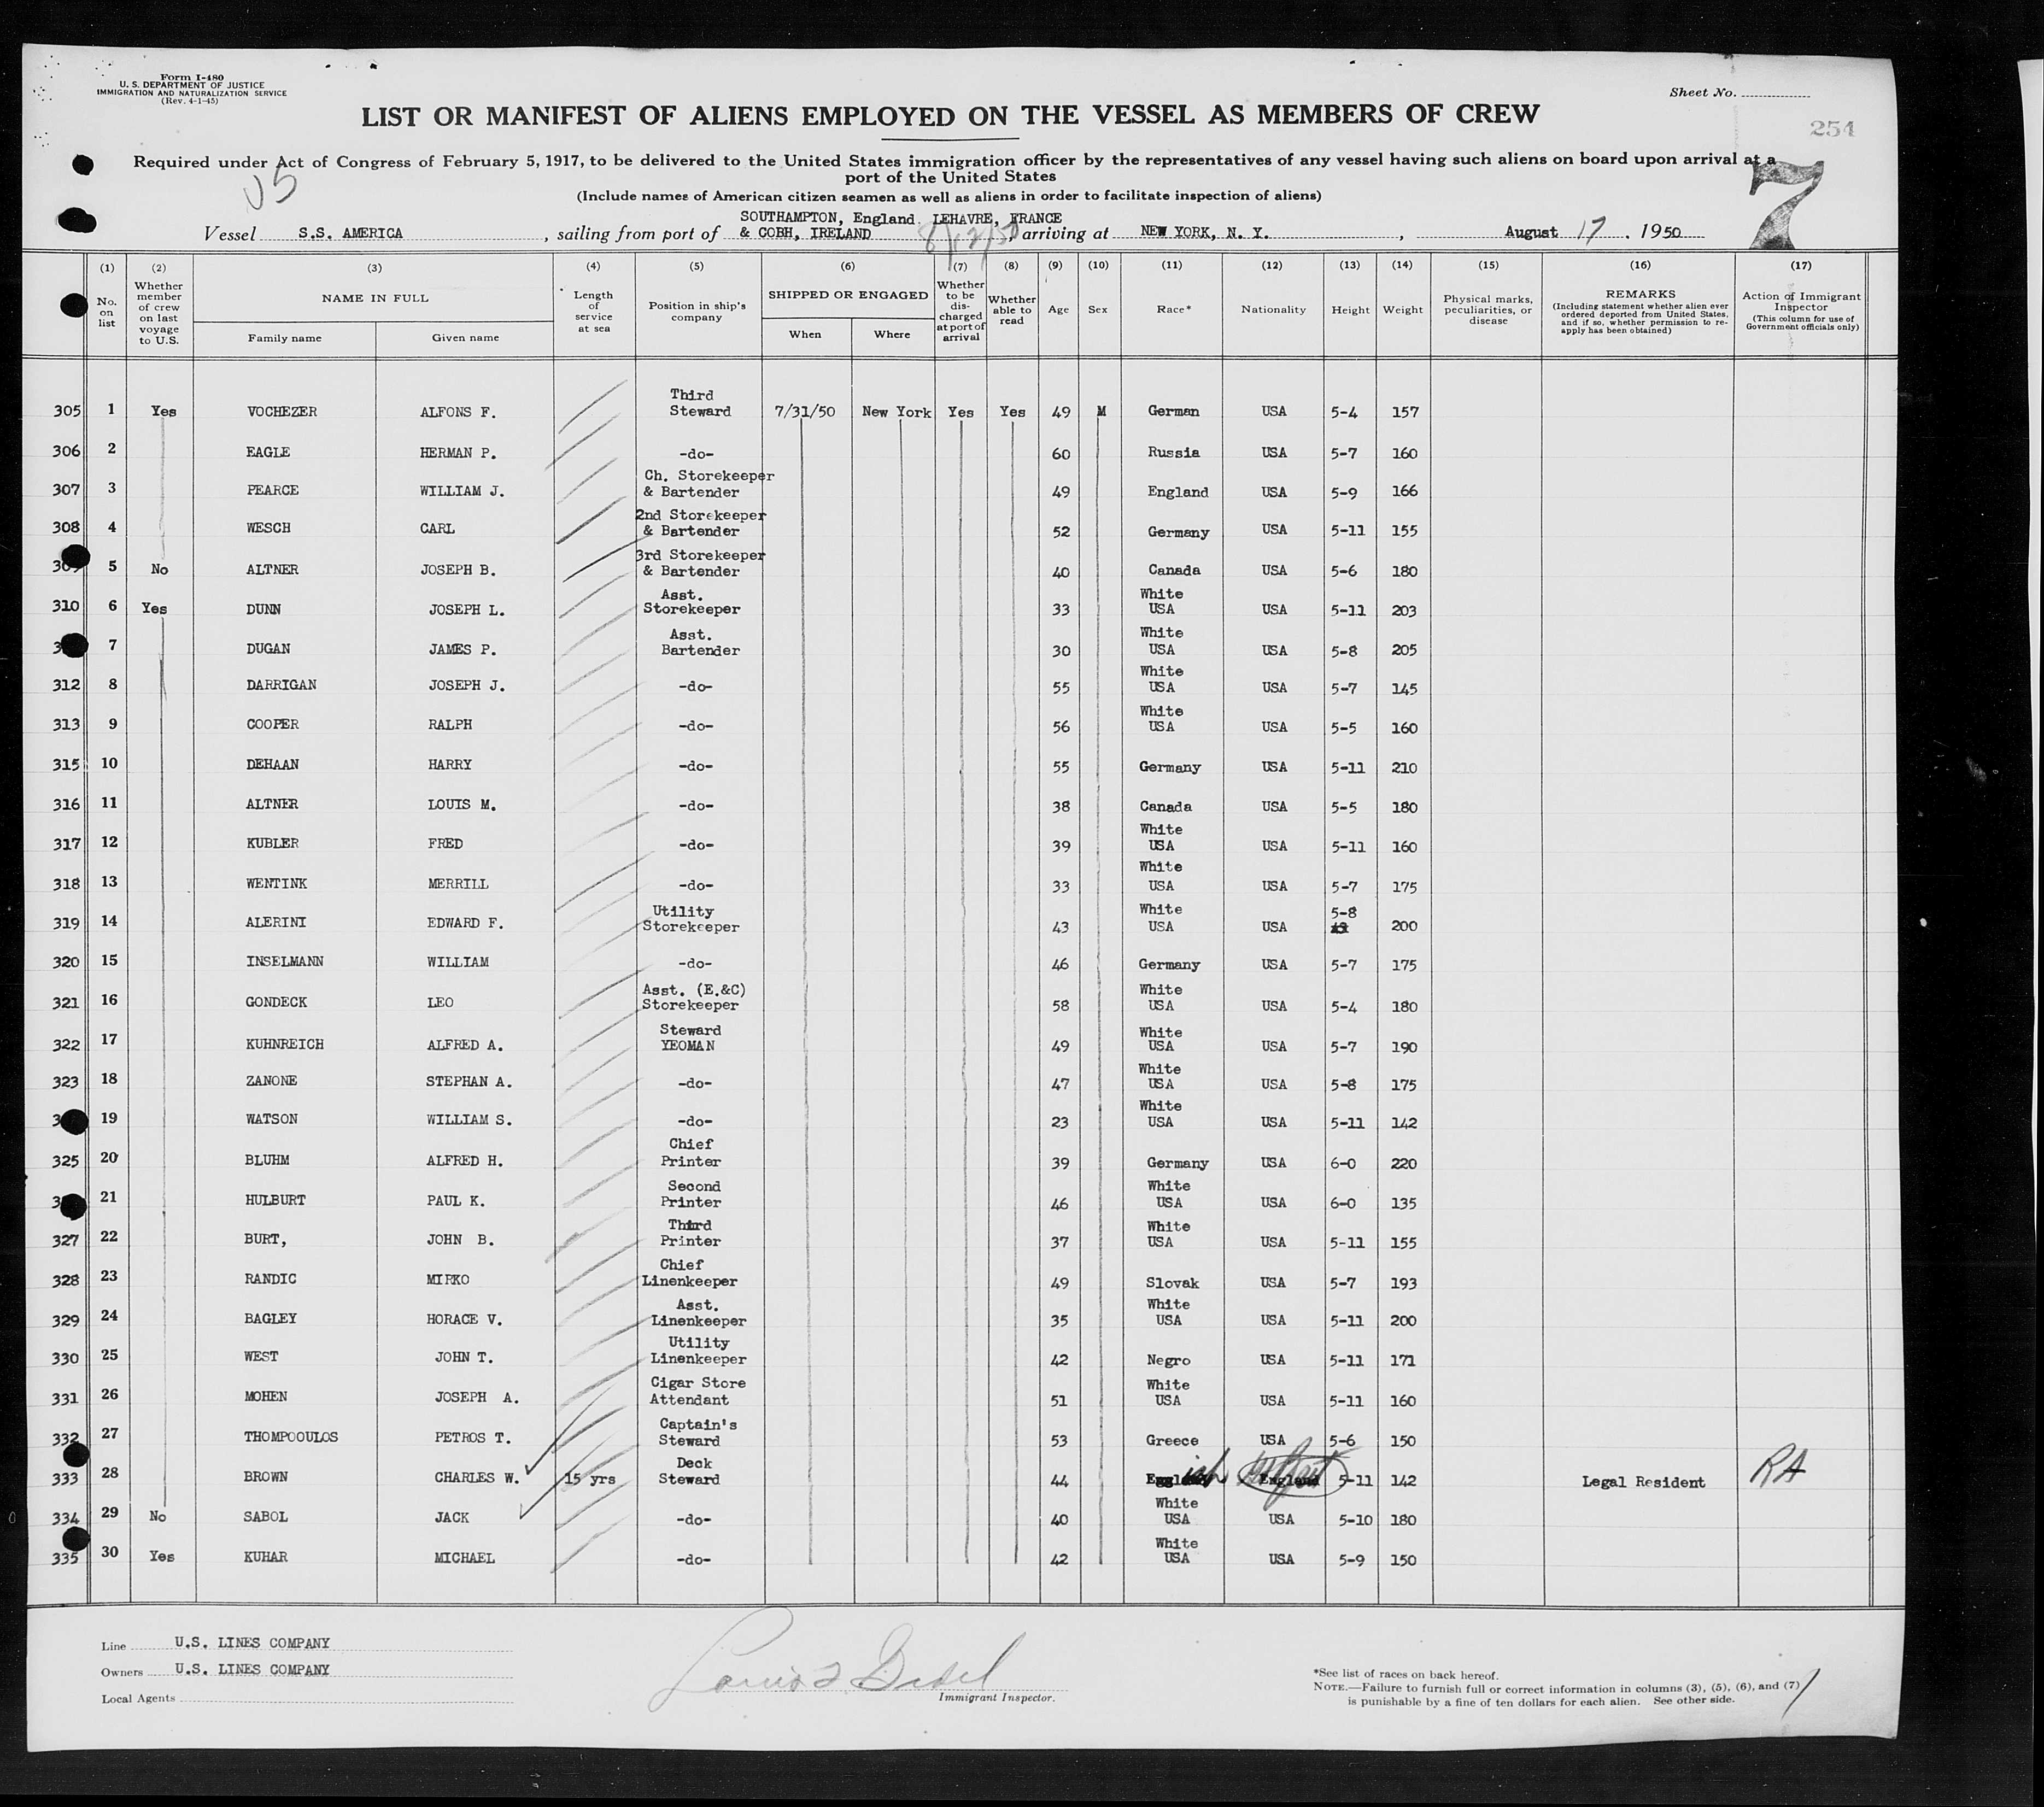 Form I-480
U. S. DEPARTMENT OF JUSTICE
IMMIGRATION AND NATURALIZATION SERVICE
(Rev. 4-1-45)
Sheet No.
LIST OR MANIFEST OF ALIENS EMPLOYED ON THE VESSEL AS MEMBERS OF CREW
254
7
Required under Act of Congress of February 5, 1917, to be delivered to the United States immigration officer by the representatives of any vessel having such aliens on board upon arrival at a
port of the United States
(Include names of American citizen seamen as well as aliens in order to facilitate inspection of aliens)
SOUTHAMPTON, England. LEHAVRE, FRANCE
Vessel S.S. AMERICA, sailing from port of & COBH, IRELAND 8/12/50, arriving at NEW YORK, N. Y., August 17, 1950
(1) (2) (3) (4) (5) (6) (7) (8) (9) (10) (11) (12) (13) (14) (15) (16) (17)
No. on list
Whether member of crew on last voyage to U.S.
NAME IN FULL
Family name
Given name
Length of service at sea
Position in ship's company
SHIPPED OR ENGAGED
When
Where
Whether to be discharged at port of arrival
Whether able to read
Age
Sex
Race*
Nationality
Height
Weight
Physical marks, peculiarities, or disease
REMARKS
(Including statement whether alien ever ordered deported from United States, and if so, whether permission to reapply has been obtained)
Action of Immigrant Inspector
(This column for use of Government officials only)
305 1 Yes VOCHEZER ALFONS F. Third Steward 7/31/50 New York Yes Yes 49 M German USA 5-4 157
306 2 EAGLE HERMAN P. -do- 60 Russia USA 5-7 160
307 3 PEARCE WILLIAM J. Ch. Storekeeper & Bartender 49 England USA 5-9 166
308 4 WESCH CARL 2nd Storekeeper & Bartender 52 Germany USA 5-11 155
309 5 No ALTNER JOSEPH B. 3rd Storekeeper & Bartender 40 Canada USA 5-6 180
310 6 Yes DUNN JOSEPH L. Asst. Storekeeper 33 White USA USA 5-11 203
7 DUGAN JAMES P. Asst. Bartender 30 White USA USA 5-8 205
312 8 DARRIGAN JOSEPH J. -do- 55 White USA USA 5-7 145
313 9 COOPER RALPH -do- 56 White USA USA 5-5 160
315 10 DEHAAN HARRY -do- 55 Germany USA 5-11 210
316 11 ALTNER LOUIS M. -do- 38 Canada USA 5-5 180
317 12 KUBLER FRED -do- 39 White USA USA 5-11 160
318 13 WENTINK MERRILL -do- 33 White USA USA 5-7 175
319 14 ALERINI EDWARD F. Utility Storekeeper 43 White USA USA 5-8 200
320 15 INSELMANN WILLIAM -do- 46 Germany USA 5-7 175
321 16 GONDECK LEO Asst. (E.&C) Storekeeper 58 White USA USA 5-4 180
322 17 KUHNREICH ALFRED A. Steward YEOMAN 49 White USA USA 5-7 190
323 18 ZANONE STEPHAN A. -do- 47 White USA USA 5-8 175
19 WATSON WILLIAM S. -do- 23 White USA USA 5-11 142
325 20 BLUHM ALFRED H. Chief Printer 39 Germany USA 6-0 220
21 HULBURT PAUL K. Second Printer 46 White USA USA 6-0 135
327 22 BURT, JOHN B. Third Printer 37 White USA USA 5-11 155
328 23 RANDIC MIRKO Chief Linenkeeper 49 Slovak USA 5-7 193
329 24 BAGLEY HORACE V. Asst. Linenkeeper 35 White USA USA 5-11 200
330 25 WEST JOHN T. Utility Linenkeeper 42 Negro USA 5-11 171
331 26 MOHEN JOSEPH A. Cigar Store Attendant 51 White USA USA 5-11 160
332 27 THOMPOOULOS PETROS T. Captain's Steward 53 Greece USA 5-6 150
333 28 BROWN CHARLES W. 15 yrs Deck Steward 44 England 5-11 142 Legal Resident RA
334 29 No SABOL JACK -do- 40 White USA USA 5-10 180
335 30 Yes KUHAR MICHAEL -do- 42 White USA USA 5-9 150
Line U.S. LINES COMPANY
Owners U.S. LINES COMPANY
Local Agents
Immigrant Inspector.
*See list of races on back hereof.
NOTE.—Failure to furnish full or correct information in columns (3), (5), (6), and (7)
is punishable by a fine of ten dollars for each alien. See other side.